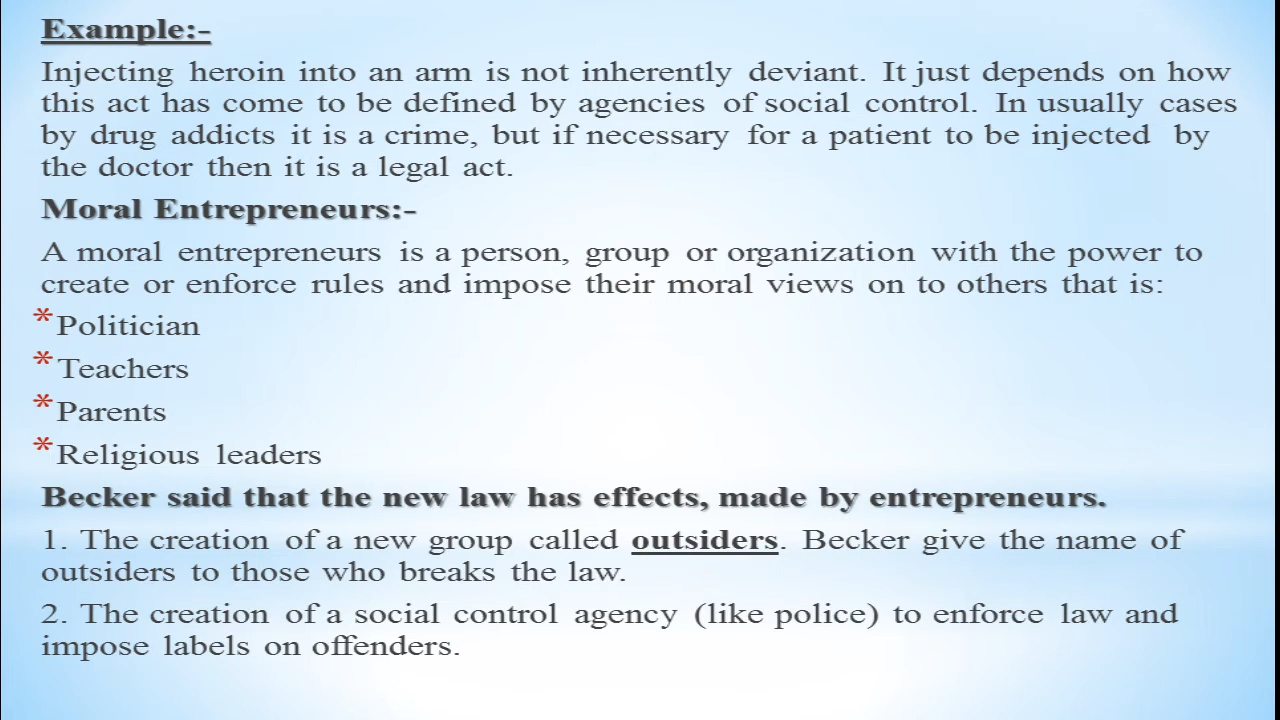 Example:-
Injecting heroin into an arm is not inherently deviant. It just depends on how
this act has come to be defined by agencies of social control. In usually cases
by drug addicts it is a crime, but if necessary for a patient to be injected by
the doctor then it is a legal act.
Moral Entrepreneurs:-
A moral entrepreneurs is a person, group or organization with the power to
create or enforce rules and impose their moral views on to others that is:
*Politician
*Teachers
*Parents
*Religious leaders
Becker said that the new law has effects, made by entrepreneurs.
1. The creation of a new group called outsiders. Becker give the name of
outsiders to those who breaks the law.
2. The creation of a social control agency (like police) to enforce law and
impose labels on offenders.